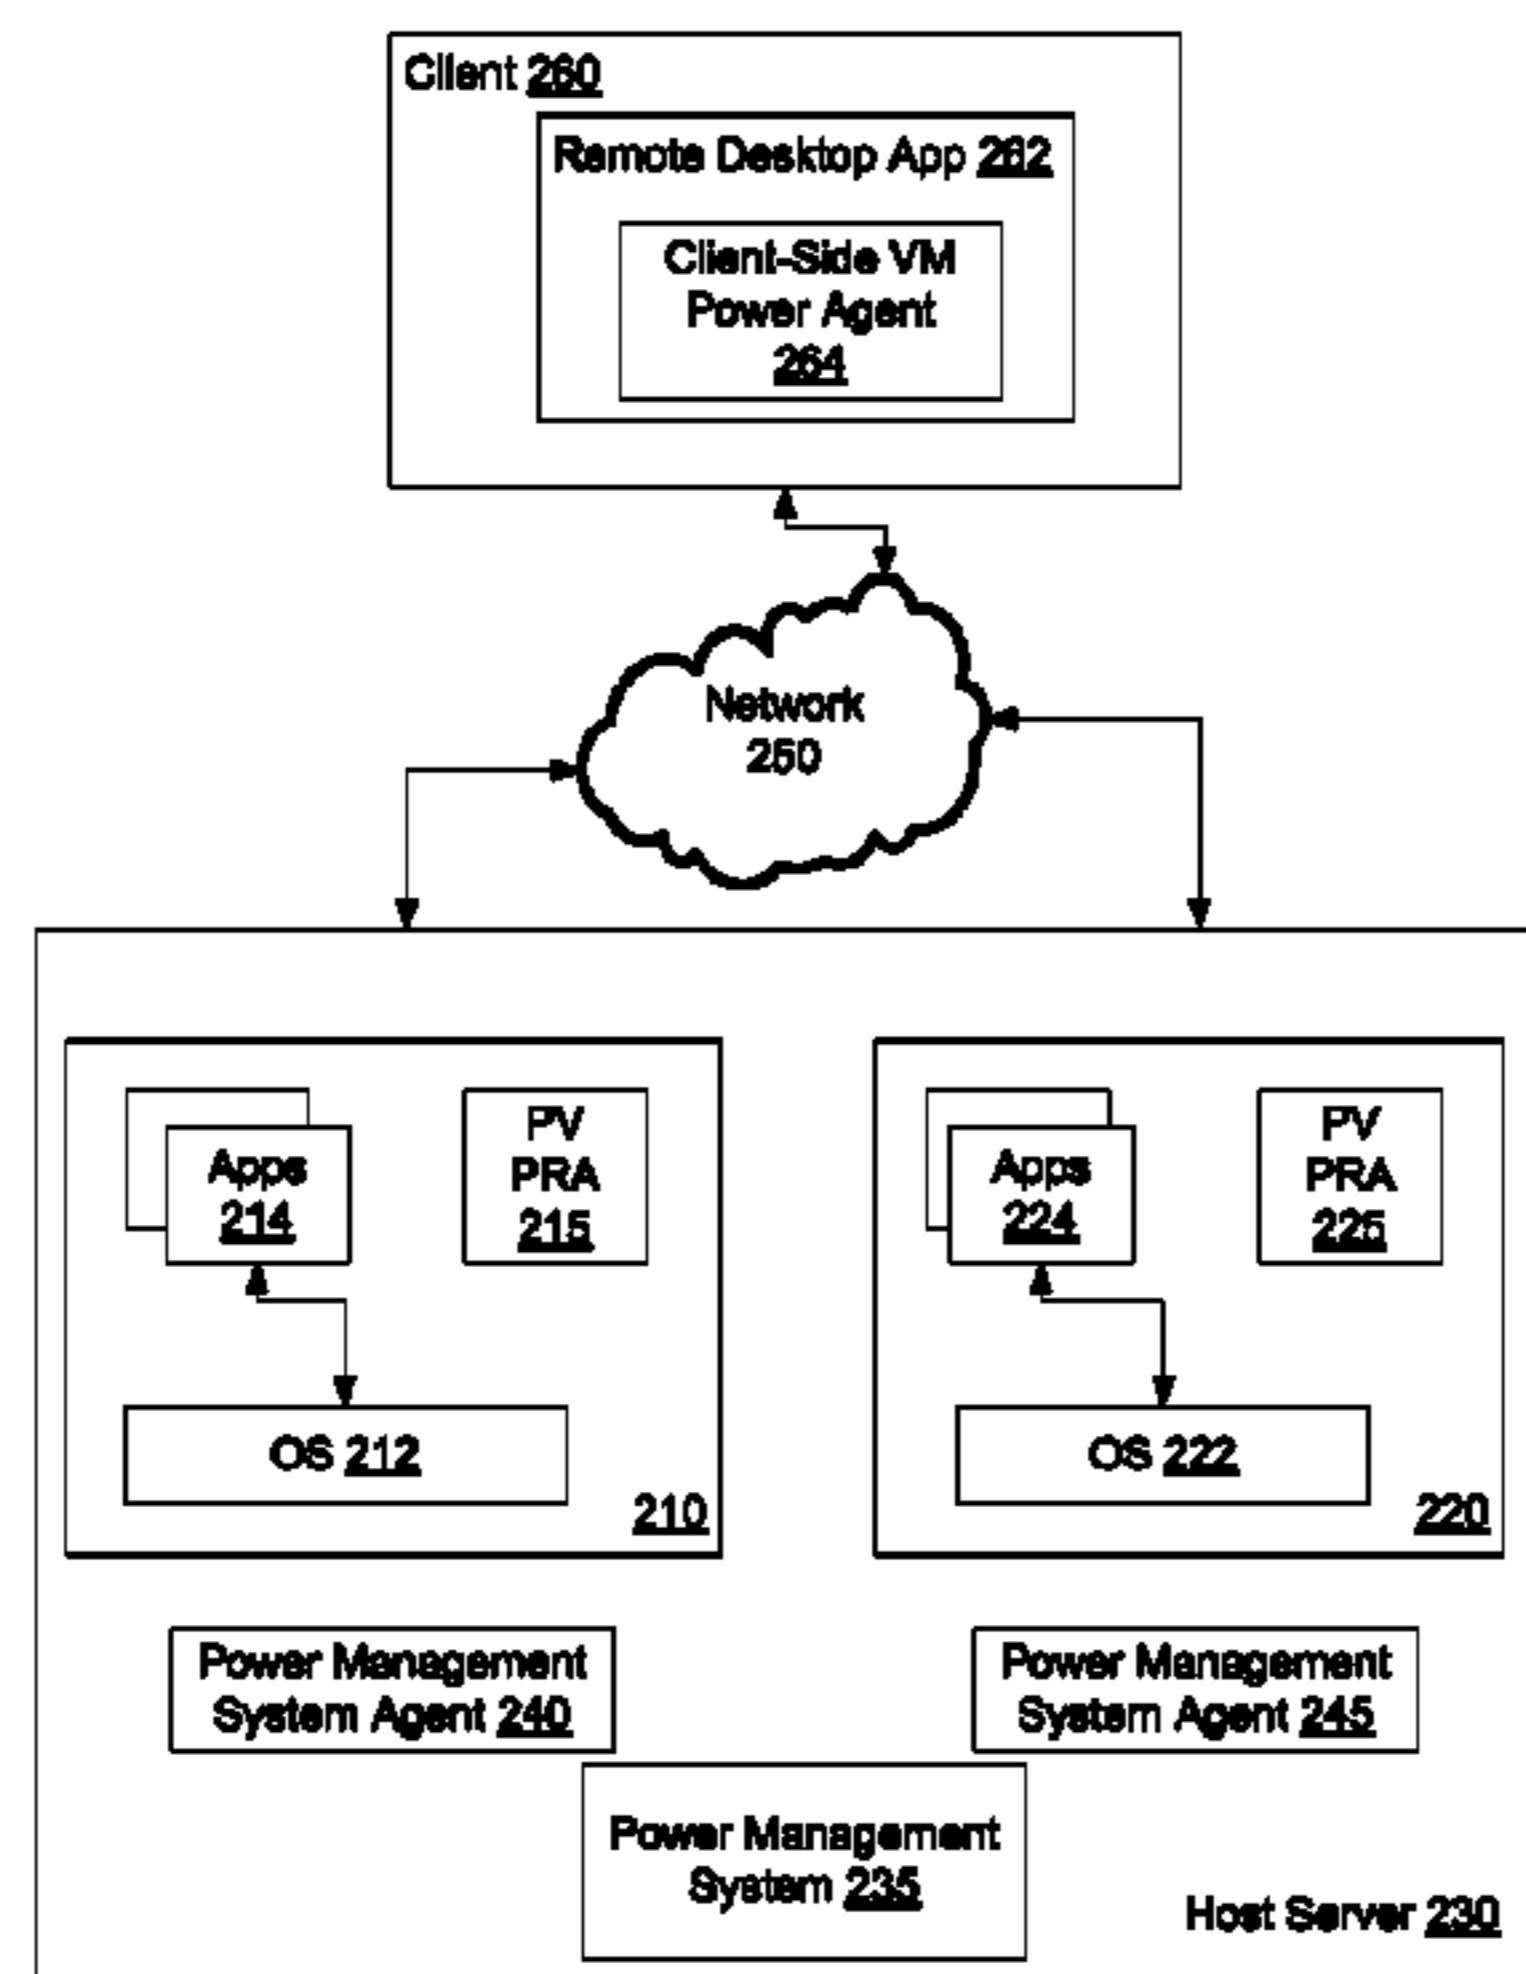 Client 260
Remote Desktop App 262
Client-Side VM
Power Agent
264
Network
250
Apps
214
PV
PRA
215
OS 212
210
Apps
224
PV
PRA
225
OS 222
220
Power Management
System Agent 240
Power Management
System Agent 245
Power Management
System 235
Host Server 230